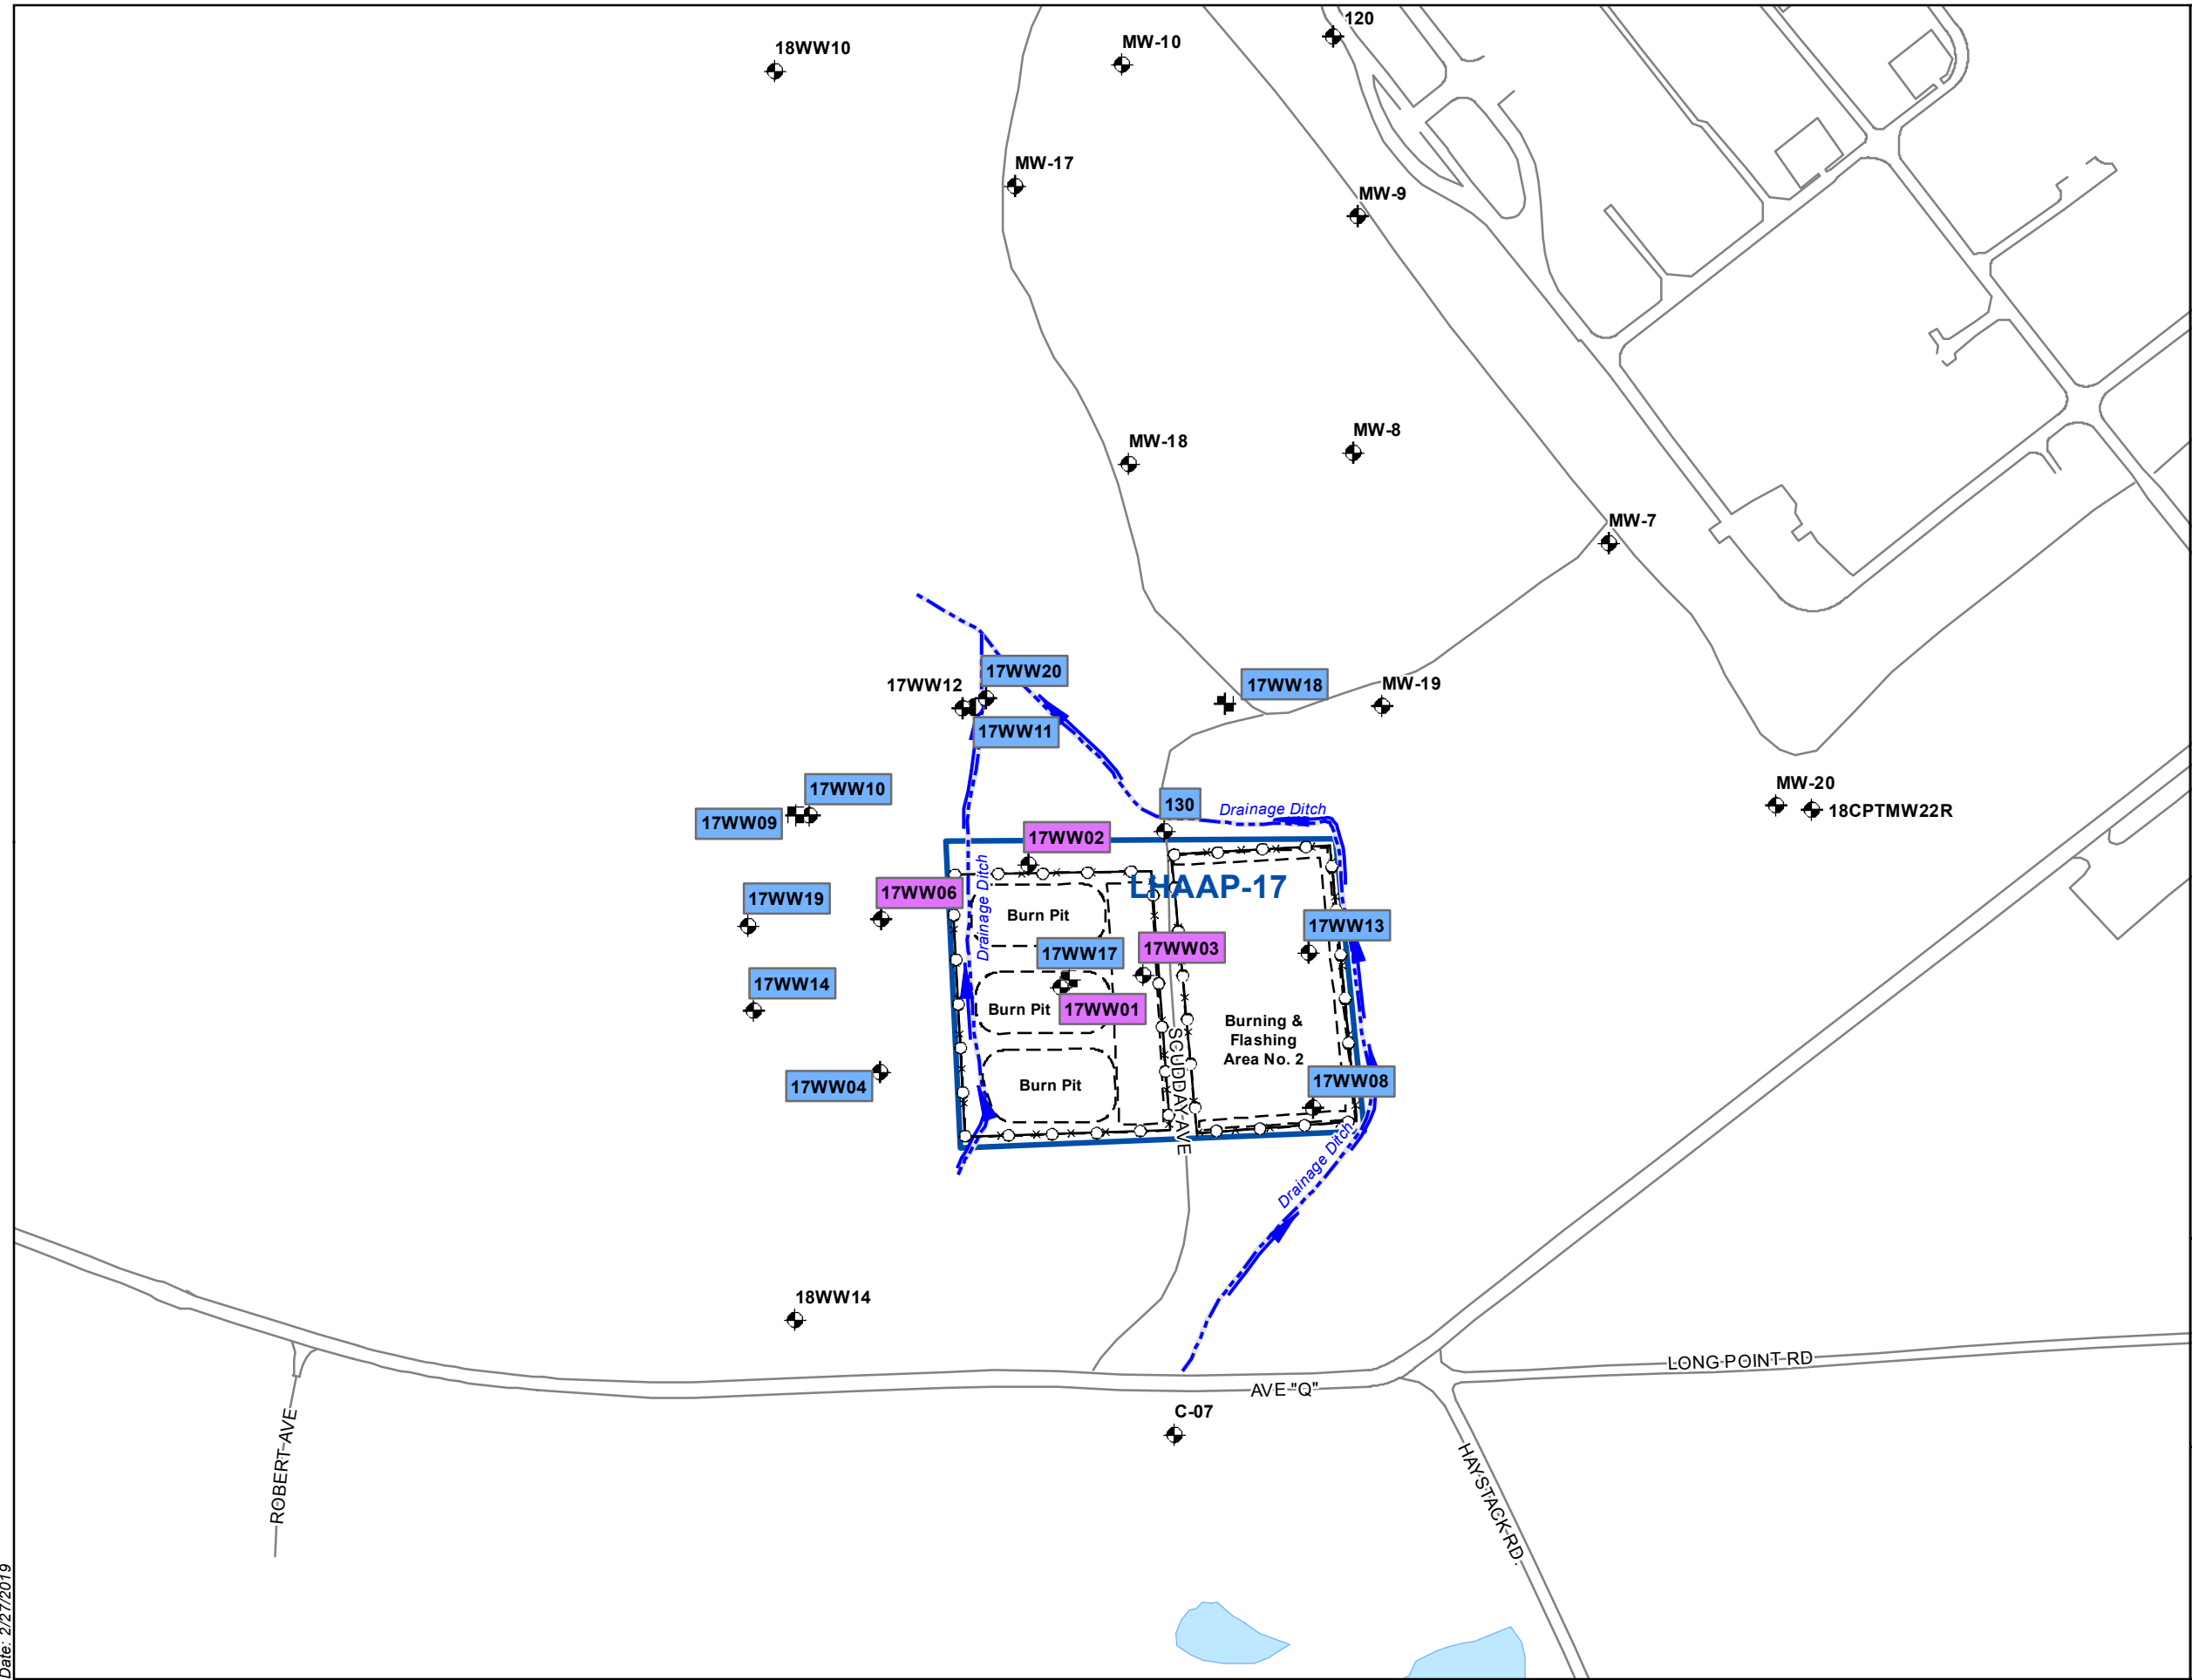 120
18WW10
MW-10
MW-17
MW-9
MW-18
MW-8
MW-7
17WW20
17WW12
17WW18
MW-19
17WW11
17WW10
17WW09
130
Drainage Ditch
MW-20
18CPTMW22R
17WW02
17WW06
LHAAP-17
17WW19
Drainage Ditch
Burn Pit
17WW13
17WW17
17WW03
17WW14
Burn Pit
17WW01
Burning &
Flashing
Area No. 2
SCUDDAY AVE
17WW04
Burn Pit
17WW08
Drainage Ditch
18WW14
LONG POINT RD
AVE "Q"
C-07
ROBERT AVE
HAYSTACK RD.
Date: 2/27/2019